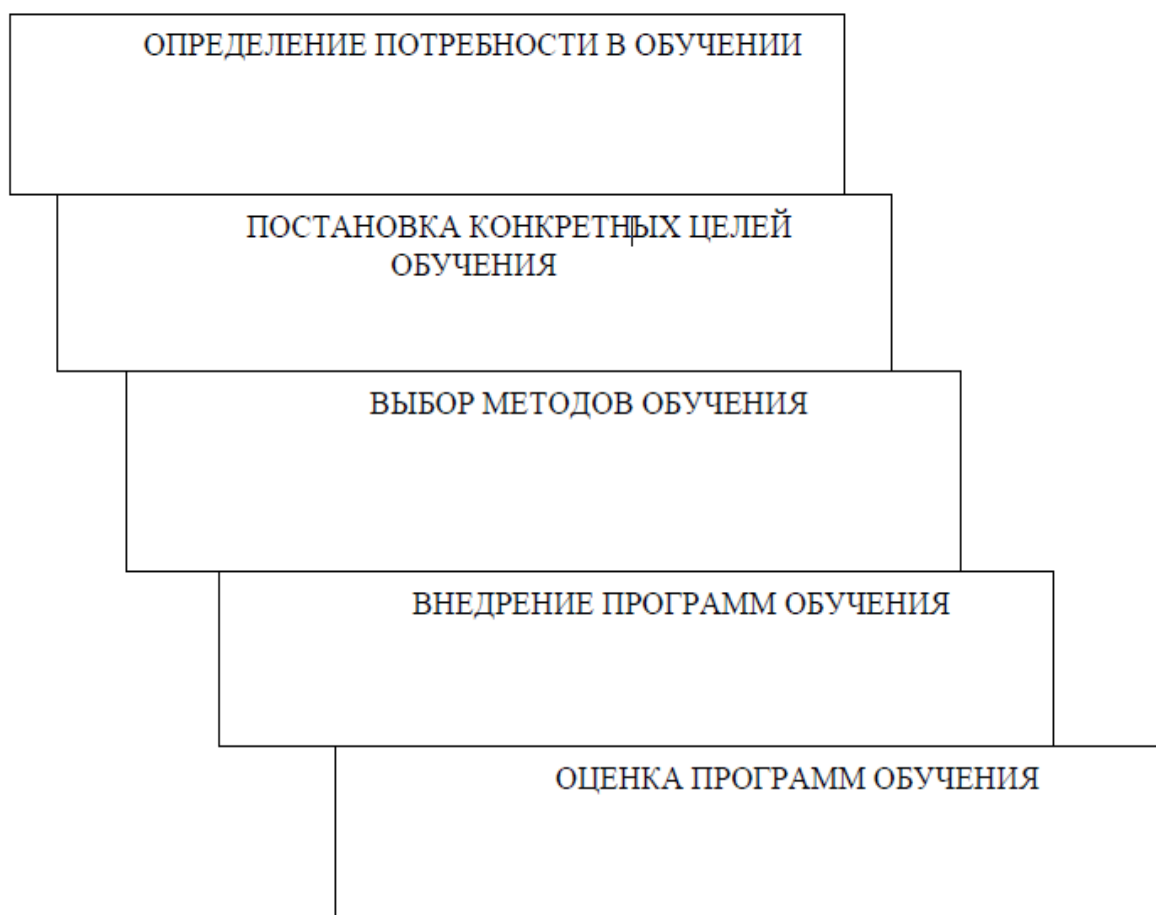 ОПРЕДЕЛЕНИЕ ПОТРЕБНОСТИ В ОБУЧЕНИИ
ПОСТАНОВКА КОНКРЕТНЫХ ЦЕЛЕЙ
ОБУЧЕНИЯ
ВЫБОР МЕТОДОВ ОБУЧЕНИЯ
ВНЕДРЕНИЕ ПРОГРАММ ОБУЧЕНИЯ
ОЦЕНКА ПРОГРАММ ОБУЧЕНИЯ